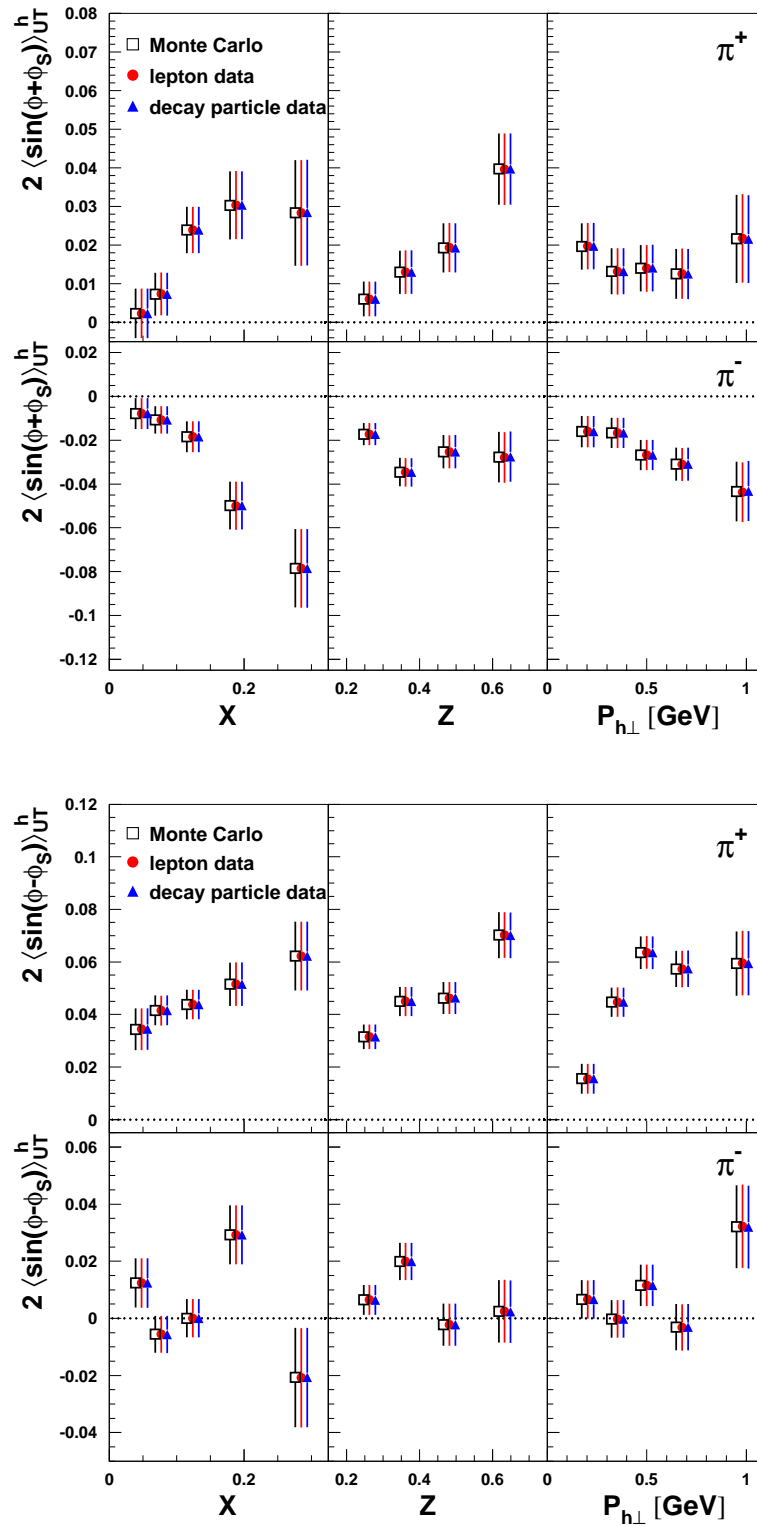 2 ⟨sin(ϕ+ϕS)⟩hUT
0.08
0.07
0.06
0.05
0.04
0.03
0.02
0.01
0
Monte Carlo
lepton data
decay particle data
π+
2 ⟨sin(ϕ+ϕS)⟩hUT
0.02
0
-0.02
-0.04
-0.06
-0.08
-0.1
-0.12
π-
0 0.2 0.2 0.4 0.6 0 0.5 1
X Z Ph⊥ [GeV]
2 ⟨sin(ϕ-ϕS)⟩hUT
0.12
0.1
0.08
0.06
0.04
0.02
0
Monte Carlo
lepton data
decay particle data
π+
2 ⟨sin(ϕ-ϕS)⟩hUT
0.06
0.04
0.02
0
-0.02
-0.04
π-
0 0.2 0.2 0.4 0.6 0 0.5 1
X Z Ph⊥ [GeV]